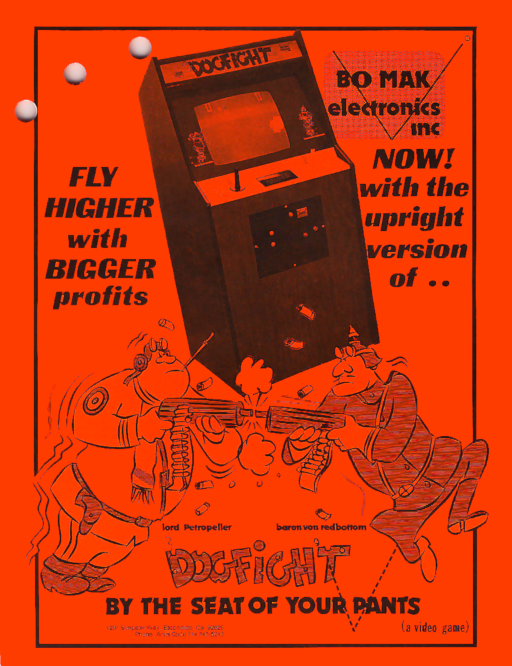 DOGFIGHT
BO MAK
electronics
inc
FLY
HIGHER
with
BIGGER
profits
NOW!
with the
upright
version
of ..
lord Petropeller
baron von redbottom
DOGFIGHT
BY THE SEAT OF YOUR PANTS
(a video game)